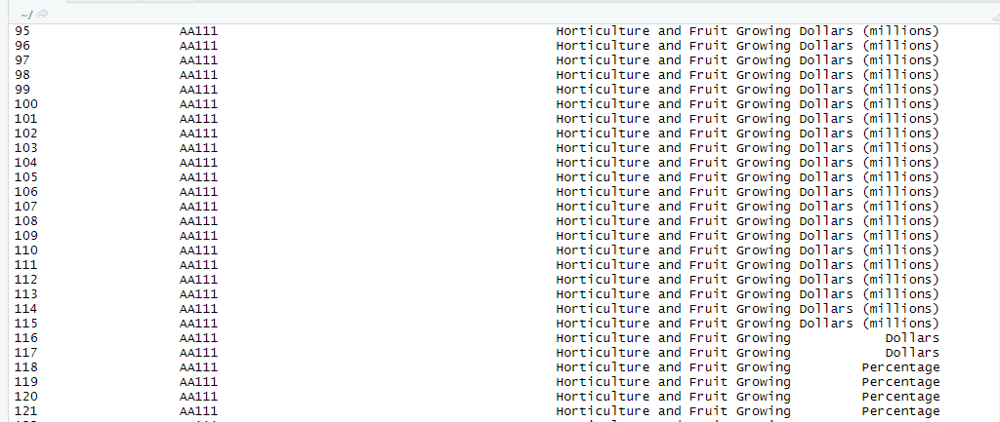 ~/
95 AA111 Horticulture and Fruit Growing Dollars (millions)
96 AA111 Horticulture and Fruit Growing Dollars (millions)
97 AA111 Horticulture and Fruit Growing Dollars (millions)
98 AA111 Horticulture and Fruit Growing Dollars (millions)
99 AA111 Horticulture and Fruit Growing Dollars (millions)
100 AA111 Horticulture and Fruit Growing Dollars (millions)
101 AA111 Horticulture and Fruit Growing Dollars (millions)
102 AA111 Horticulture and Fruit Growing Dollars (millions)
103 AA111 Horticulture and Fruit Growing Dollars (millions)
104 AA111 Horticulture and Fruit Growing Dollars (millions)
105 AA111 Horticulture and Fruit Growing Dollars (millions)
106 AA111 Horticulture and Fruit Growing Dollars (millions)
107 AA111 Horticulture and Fruit Growing Dollars (millions)
108 AA111 Horticulture and Fruit Growing Dollars (millions)
109 AA111 Horticulture and Fruit Growing Dollars (millions)
110 AA111 Horticulture and Fruit Growing Dollars (millions)
111 AA111 Horticulture and Fruit Growing Dollars (millions)
112 AA111 Horticulture and Fruit Growing Dollars (millions)
113 AA111 Horticulture and Fruit Growing Dollars (millions)
114 AA111 Horticulture and Fruit Growing Dollars (millions)
115 AA111 Horticulture and Fruit Growing Dollars (millions)
116 AA111 Horticulture and Fruit Growing Dollars
117 AA111 Horticulture and Fruit Growing Dollars
118 AA111 Horticulture and Fruit Growing Percentage
119 AA111 Horticulture and Fruit Growing Percentage
120 AA111 Horticulture and Fruit Growing Percentage
121 AA111 Horticulture and Fruit Growing Percentage